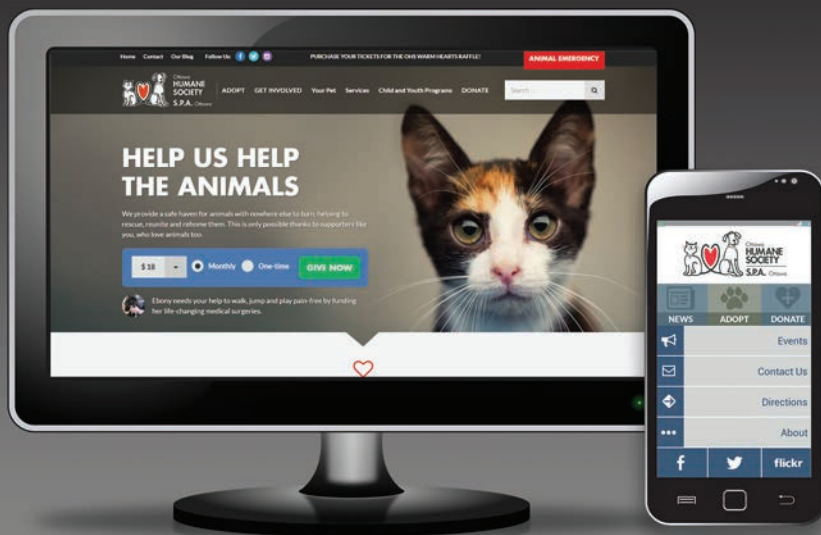 Home Contact Our Blog Follow Us: PURCHASE YOUR TICKETS FOR THE OHS WARM HEARTS RAFFLE! ANIMAL EMERGENCY
Ottawa
HUMANE
SOCIETY
S.P.A. Ottawa
ADOPT GET INVOLVED Your Pet Services Child and Youth Programs DONATE Search ...
HELP US HELP
THE ANIMALS
We provide a safe haven for animals with nowhere else to turn, helping to
rescue, reunite and rehome them. This is only possible thanks to supporters like
you, who love animals too.
$ 18 Monthly One-time GIVE NOW
Ebony needs your help to walk, jump and play pain-free by funding
her life-changing medical surgeries.
Ottawa
HUMANE
SOCIETY
S.P.A. Ottawa
NEWS ADOPT DONATE
Events
Contact Us
Directions
About
f flickr